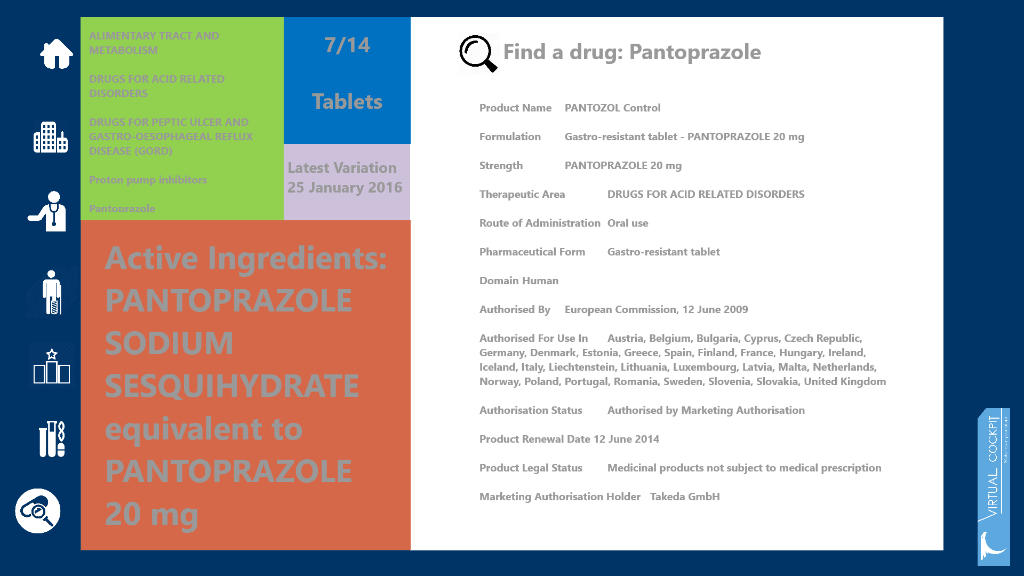 ALIMENTARY TRACT AND
METABOLISM
DRUGS FOR ACID RELATED
DISORDERS
DRUGS FOR PEPTIC ULCER AND
GASTRO-OESOPHAGEAL REFLUX
DISEASE (GORD)
Proton pump inhibitors
Pantoprazole
7/14
Tablets
Latest Variation
25 January 2016
Active Ingredients:
PANTOPRAZOLE
SODIUM
SESQUIHYDRATE
equivalent to
PANTOPRAZOLE
20 mg
Find a drug: Pantoprazole
Product Name PANTOZOL Control
Formulation Gastro-resistant tablet - PANTOPRAZOLE 20 mg
Strength PANTOPRAZOLE 20 mg
Therapeutic Area DRUGS FOR ACID RELATED DISORDERS
Route of Administration Oral use
Pharmaceutical Form Gastro-resistant tablet
Domain Human
Authorised By European Commission, 12 June 2009
Authorised For Use In Austria, Belgium, Bulgaria, Cyprus, Czech Republic,
Germany, Denmark, Estonia, Greece, Spain, Finland, France, Hungary, Ireland,
Iceland, Italy, Liechtenstein, Lithuania, Luxembourg, Latvia, Malta, Netherlands,
Norway, Poland, Portugal, Romania, Sweden, Slovenia, Slovakia, United Kingdom
Authorisation Status Authorised by Marketing Authorisation
Product Renewal Date 12 June 2014
Product Legal Status Medicinal products not subject to medical prescription
Marketing Authorisation Holder Takeda GmbH
VIRTUAL COCKPIT